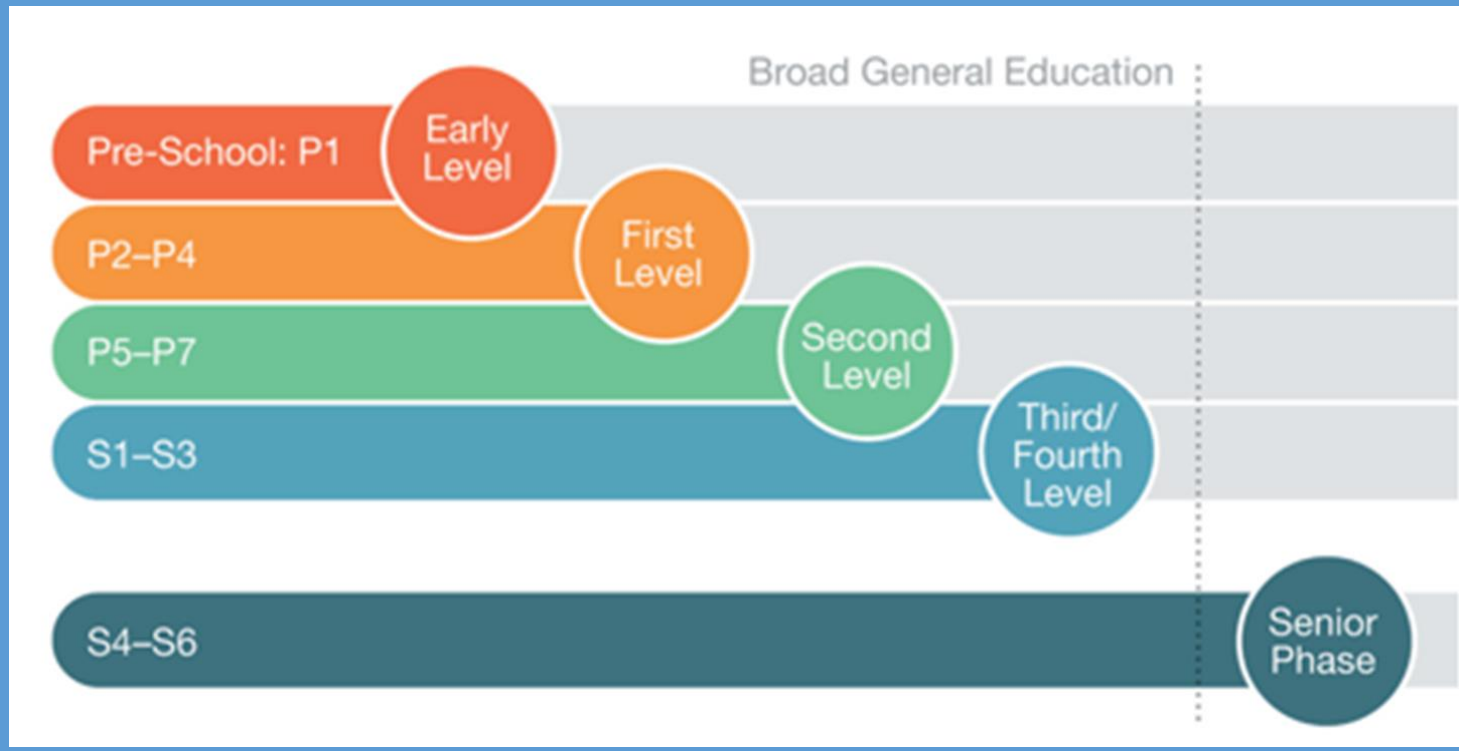 Broad General Education
Pre-School: P1
Early
Level
P2–P4
First
Level
P5–P7
Second
Level
S1–S3
Third/
Fourth
Level
S4–S6
Senior
Phase